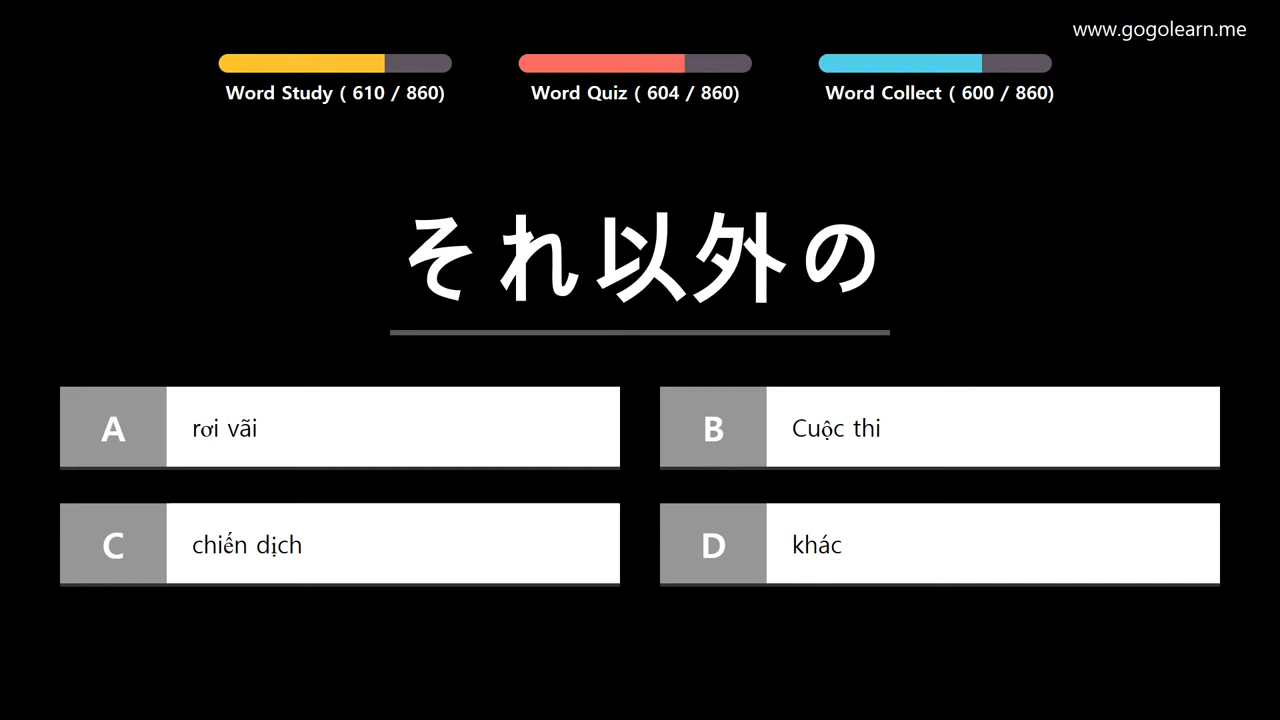 www.gogolearn.me
Word Study ( 610 / 860)
Word Quiz ( 604 / 860)
Word Collect ( 600 / 860)
それ以外の
A rơi vãi
B Cuộc thi
C chiến dịch
D khác